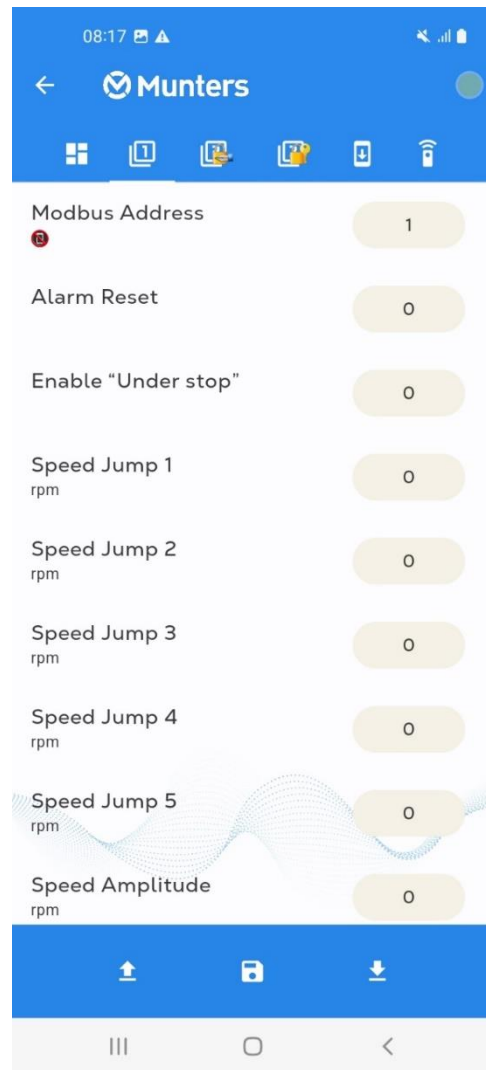 08:17
Munters
1
Modbus Address
1
Alarm Reset
0
Enable “Under stop”
0
Speed Jump 1
rpm
0
Speed Jump 2
rpm
0
Speed Jump 3
rpm
0
Speed Jump 4
rpm
0
Speed Jump 5
rpm
0
Speed Amplitude
rpm
0